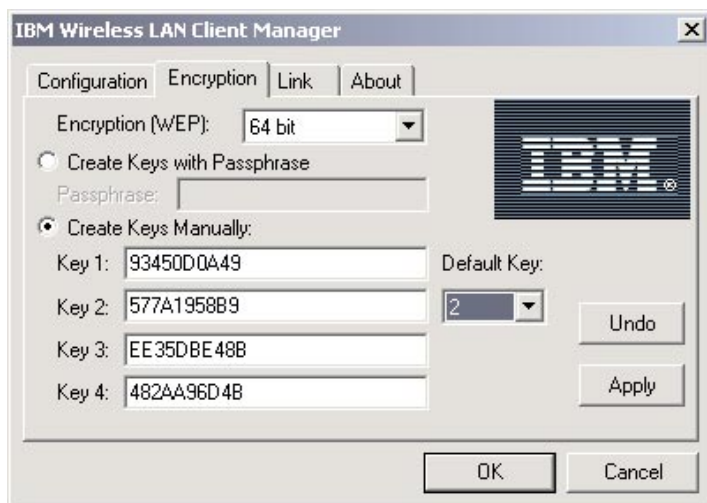 IBM Wireless LAN Client Manager
Configuration Encryption Link About
Encryption (WEP): 64 bit
IBM®
Create Keys with Passphrase
Passphrase:
Create Keys Manually:
Key 1: 93450D0A49 Default Key:
Key 2: 577A1958B9 2
Undo
Key 3: EE35DBE48B
Key 4: 482AA96D4B Apply
OK Cancel